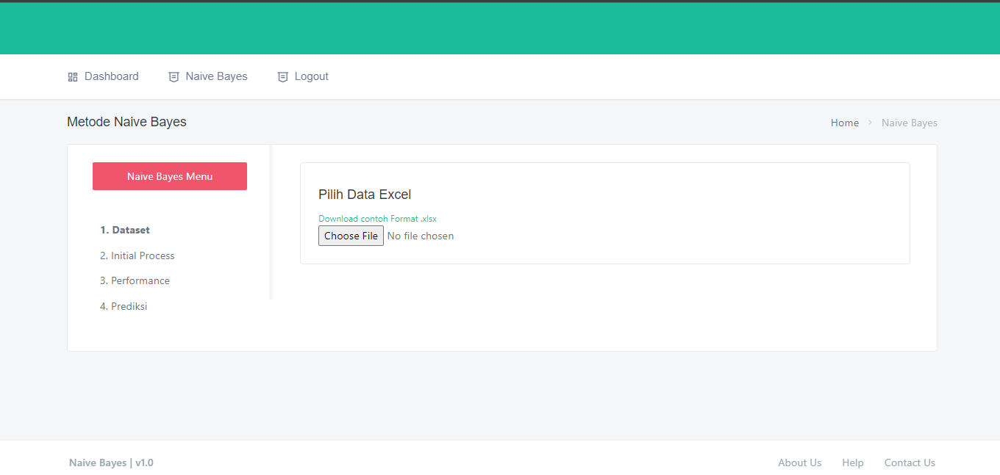 Dashboard Naive Bayes Logout
Metode Naive Bayes
Home > Naive Bayes
Naive Bayes Menu
1. Dataset
2. Initial Process
3. Performance
4. Prediksi
Pilih Data Excel
Download contoh Format .xlsx
Choose File No file chosen
Naive Bayes | v1.0
About Us Help Contact Us